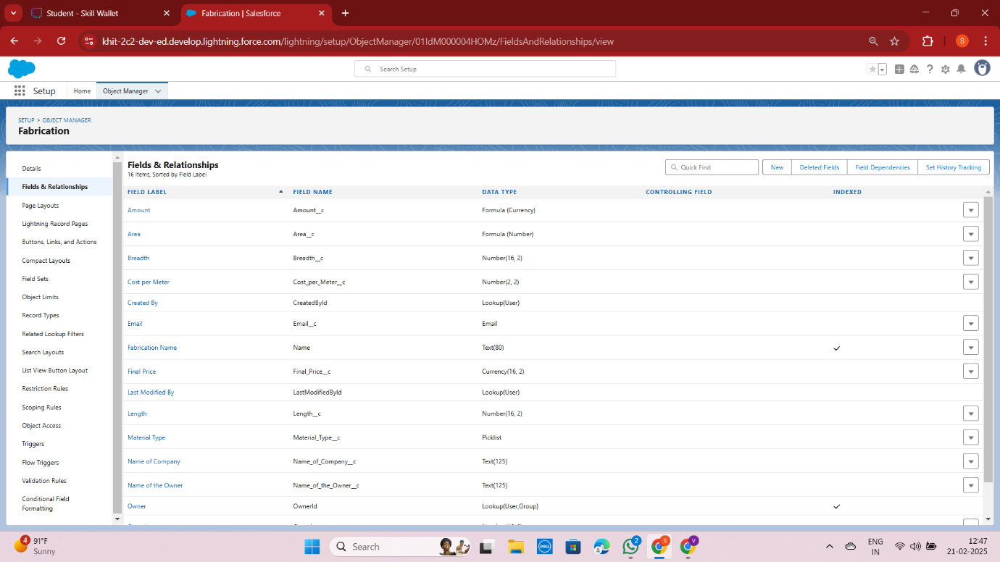 Student - Skill Wallet
Fabrication | Salesforce
khit-2c2-dev-ed.develop.lightning.force.com/lightning/setup/ObjectManager/01IdM000004HOMz/FieldsAndRelationships/view
S
Search Setup
Setup
Home
Object Manager
SETUP > OBJECT MANAGER
Fabrication
Details
Fields & Relationships
Page Layouts
Lightning Record Pages
Buttons, Links, and Actions
Compact Layouts
Field Sets
Object Limits
Record Types
Related Lookup Filters
Search Layouts
List View Button Layout
Restriction Rules
Scoping Rules
Object Access
Triggers
Flow Triggers
Validation Rules
Conditional Field
Formatting
Fields & Relationships
16 Items, Sorted by Field Label
Quick Find
New
Deleted Fields
Field Dependencies
Set History Tracking
FIELD LABEL FIELD NAME DATA TYPE CONTROLLING FIELD INDEXED
Amount Amount__c Formula (Currency)
Area Area__c Formula (Number)
Breadth Breadth__c Number(16, 2)
Cost per Meter Cost_per_Meter__c Number(2, 2)
Created By CreatedById Lookup(User)
Email Email__c Email
Fabrication Name Name Text(80)
Final Price Final_Price__c Currency(16, 2)
Last Modified By LastModifiedById Lookup(User)
Length Length__c Number(16, 2)
Material Type Material_Type__c Picklist
Name of Company Name_of_Company__c Text(125)
Name of the Owner Name_of_the_Owner__c Text(125)
Owner OwnerId Lookup(User,Group)
4
91°F
Sunny
Search
DELL
2
S
V
ENG
IN
12:47
21-02-2025